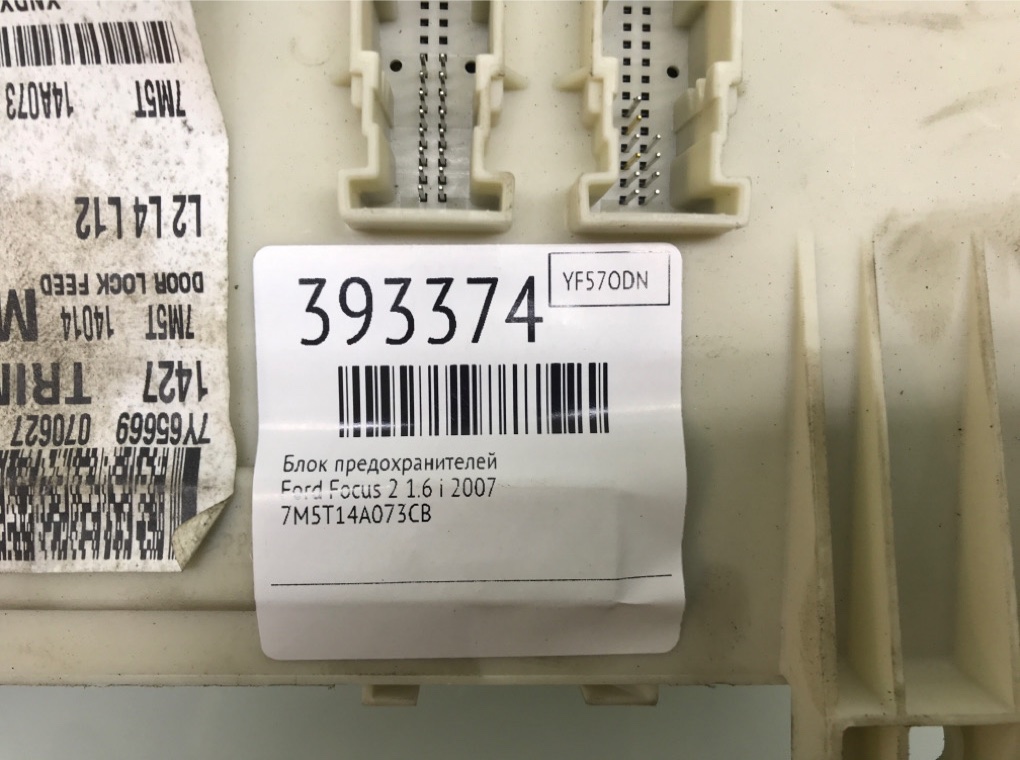 393374
YF57ODN
Блок предохранителей
Ford Focus 2 1.6 i 2007
7M5T14A073CB
7Y65669 070627
1427
7M5T 14014
DOOR LOCK FEED
L2 L4 L12
7M5T 14A073